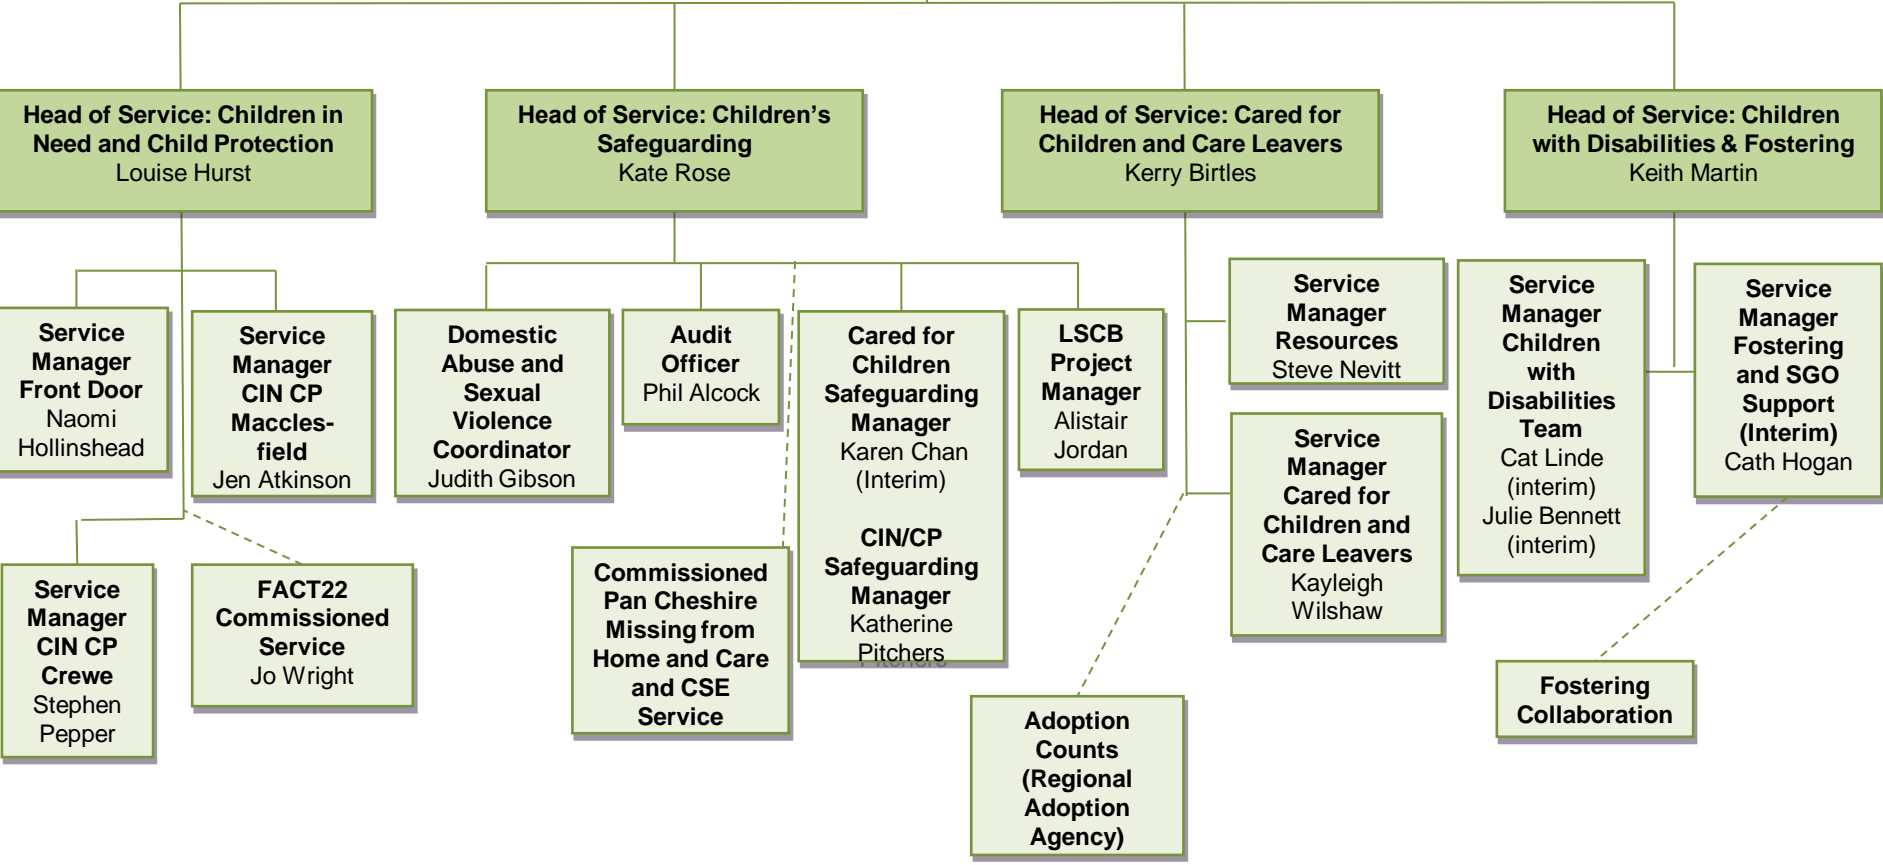 Head of Service: Children in
Need and Child Protection
Louise Hurst
Head of Service: Children’s
Safeguarding
Kate Rose
Head of Service: Cared for
Children and Care Leavers
Kerry Birtles
Head of Service: Children
with Disabilities & Fostering
Keith Martin
Service
Manager
Front Door
Naomi
Hollinshead
Service
Manager
CIN CP
Maccles-
field
Jen Atkinson
Domestic
Abuse and
Sexual
Violence
Coordinator
Judith Gibson
Audit
Officer
Phil Alcock
Cared for
Children
Safeguarding
Manager
Karen Chan
(Interim)
CIN/CP
Safeguarding
Manager
Katherine
Pitchers
LSCB
Project
Manager
Alistair
Jordan
Service
Manager
Resources
Steve Nevitt
Service
Manager
Cared for
Children and
Care Leavers
Kayleigh
Wilshaw
Service
Manager
Children
with
Disabilities
Team
Cat Linde
(interim)
Julie Bennett
(interim)
Service
Manager
Fostering
and SGO
Support
(Interim)
Cath Hogan
Service
Manager
CIN CP
Crewe
Stephen
Pepper
FACT22
Commissioned
Service
Jo Wright
Commissioned
Pan Cheshire
Missing from
Home and Care
and CSE
Service
Adoption
Counts
(Regional
Adoption
Agency)
Fostering
Collaboration